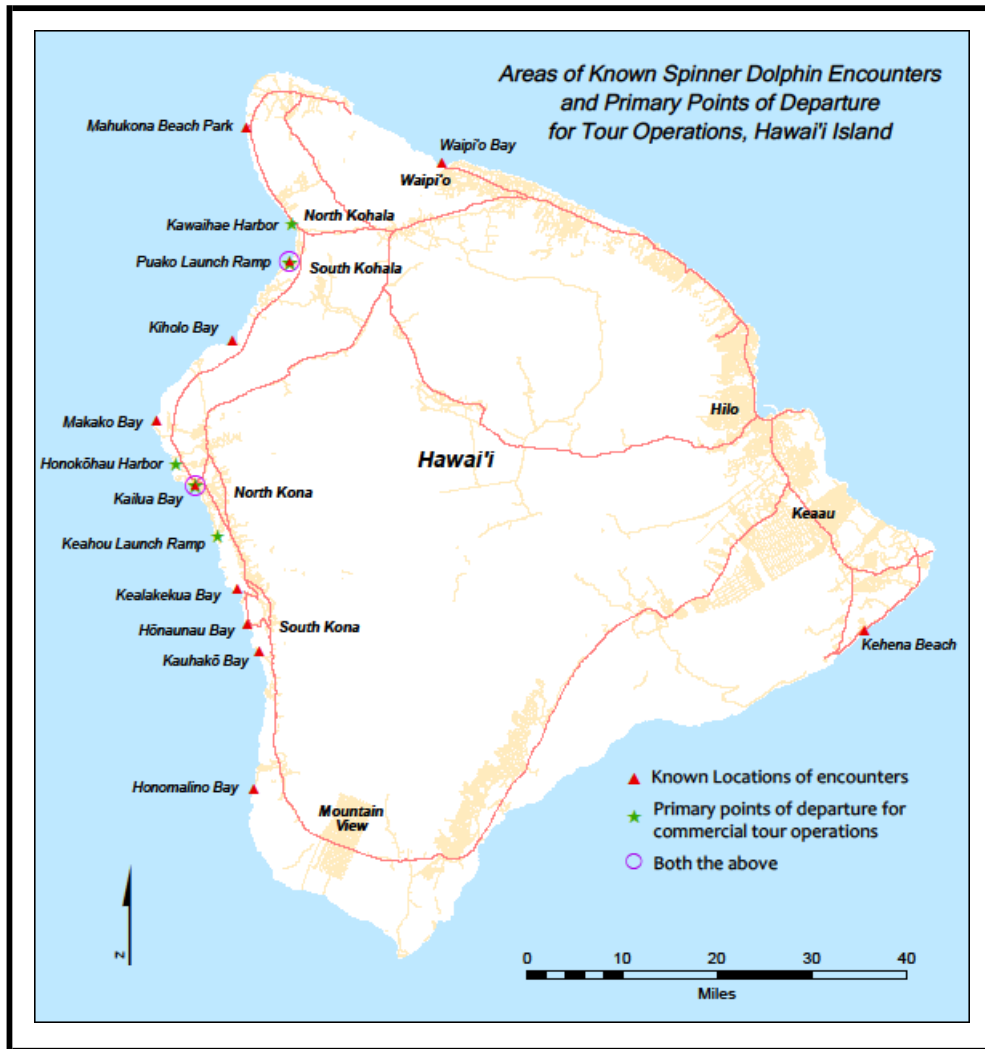 Areas of Known Spinner Dolphin Encounters
and Primary Points of Departure
for Tour Operations, Hawai'i Island
Mahukona Beach Park
Waipi'o Bay
Waipi'o
North Kohala
Kawaihae Harbor
Puako Launch Ramp
South Kohala
Kiholo Bay
Makako Bay
Hilo
Hawai'i
Honokōhau Harbor
North Kona
Kailua Bay
Keaau
Keahou Launch Ramp
Kealakekua Bay
Hōnaunau Bay
South Kona
Kehena Beach
Kauhakō Bay
Honomalino Bay
Mountain
View
Known Locations of encounters
Primary points of departure for
commercial tour operations
Both the above
N
0 10 20 30 40
Miles